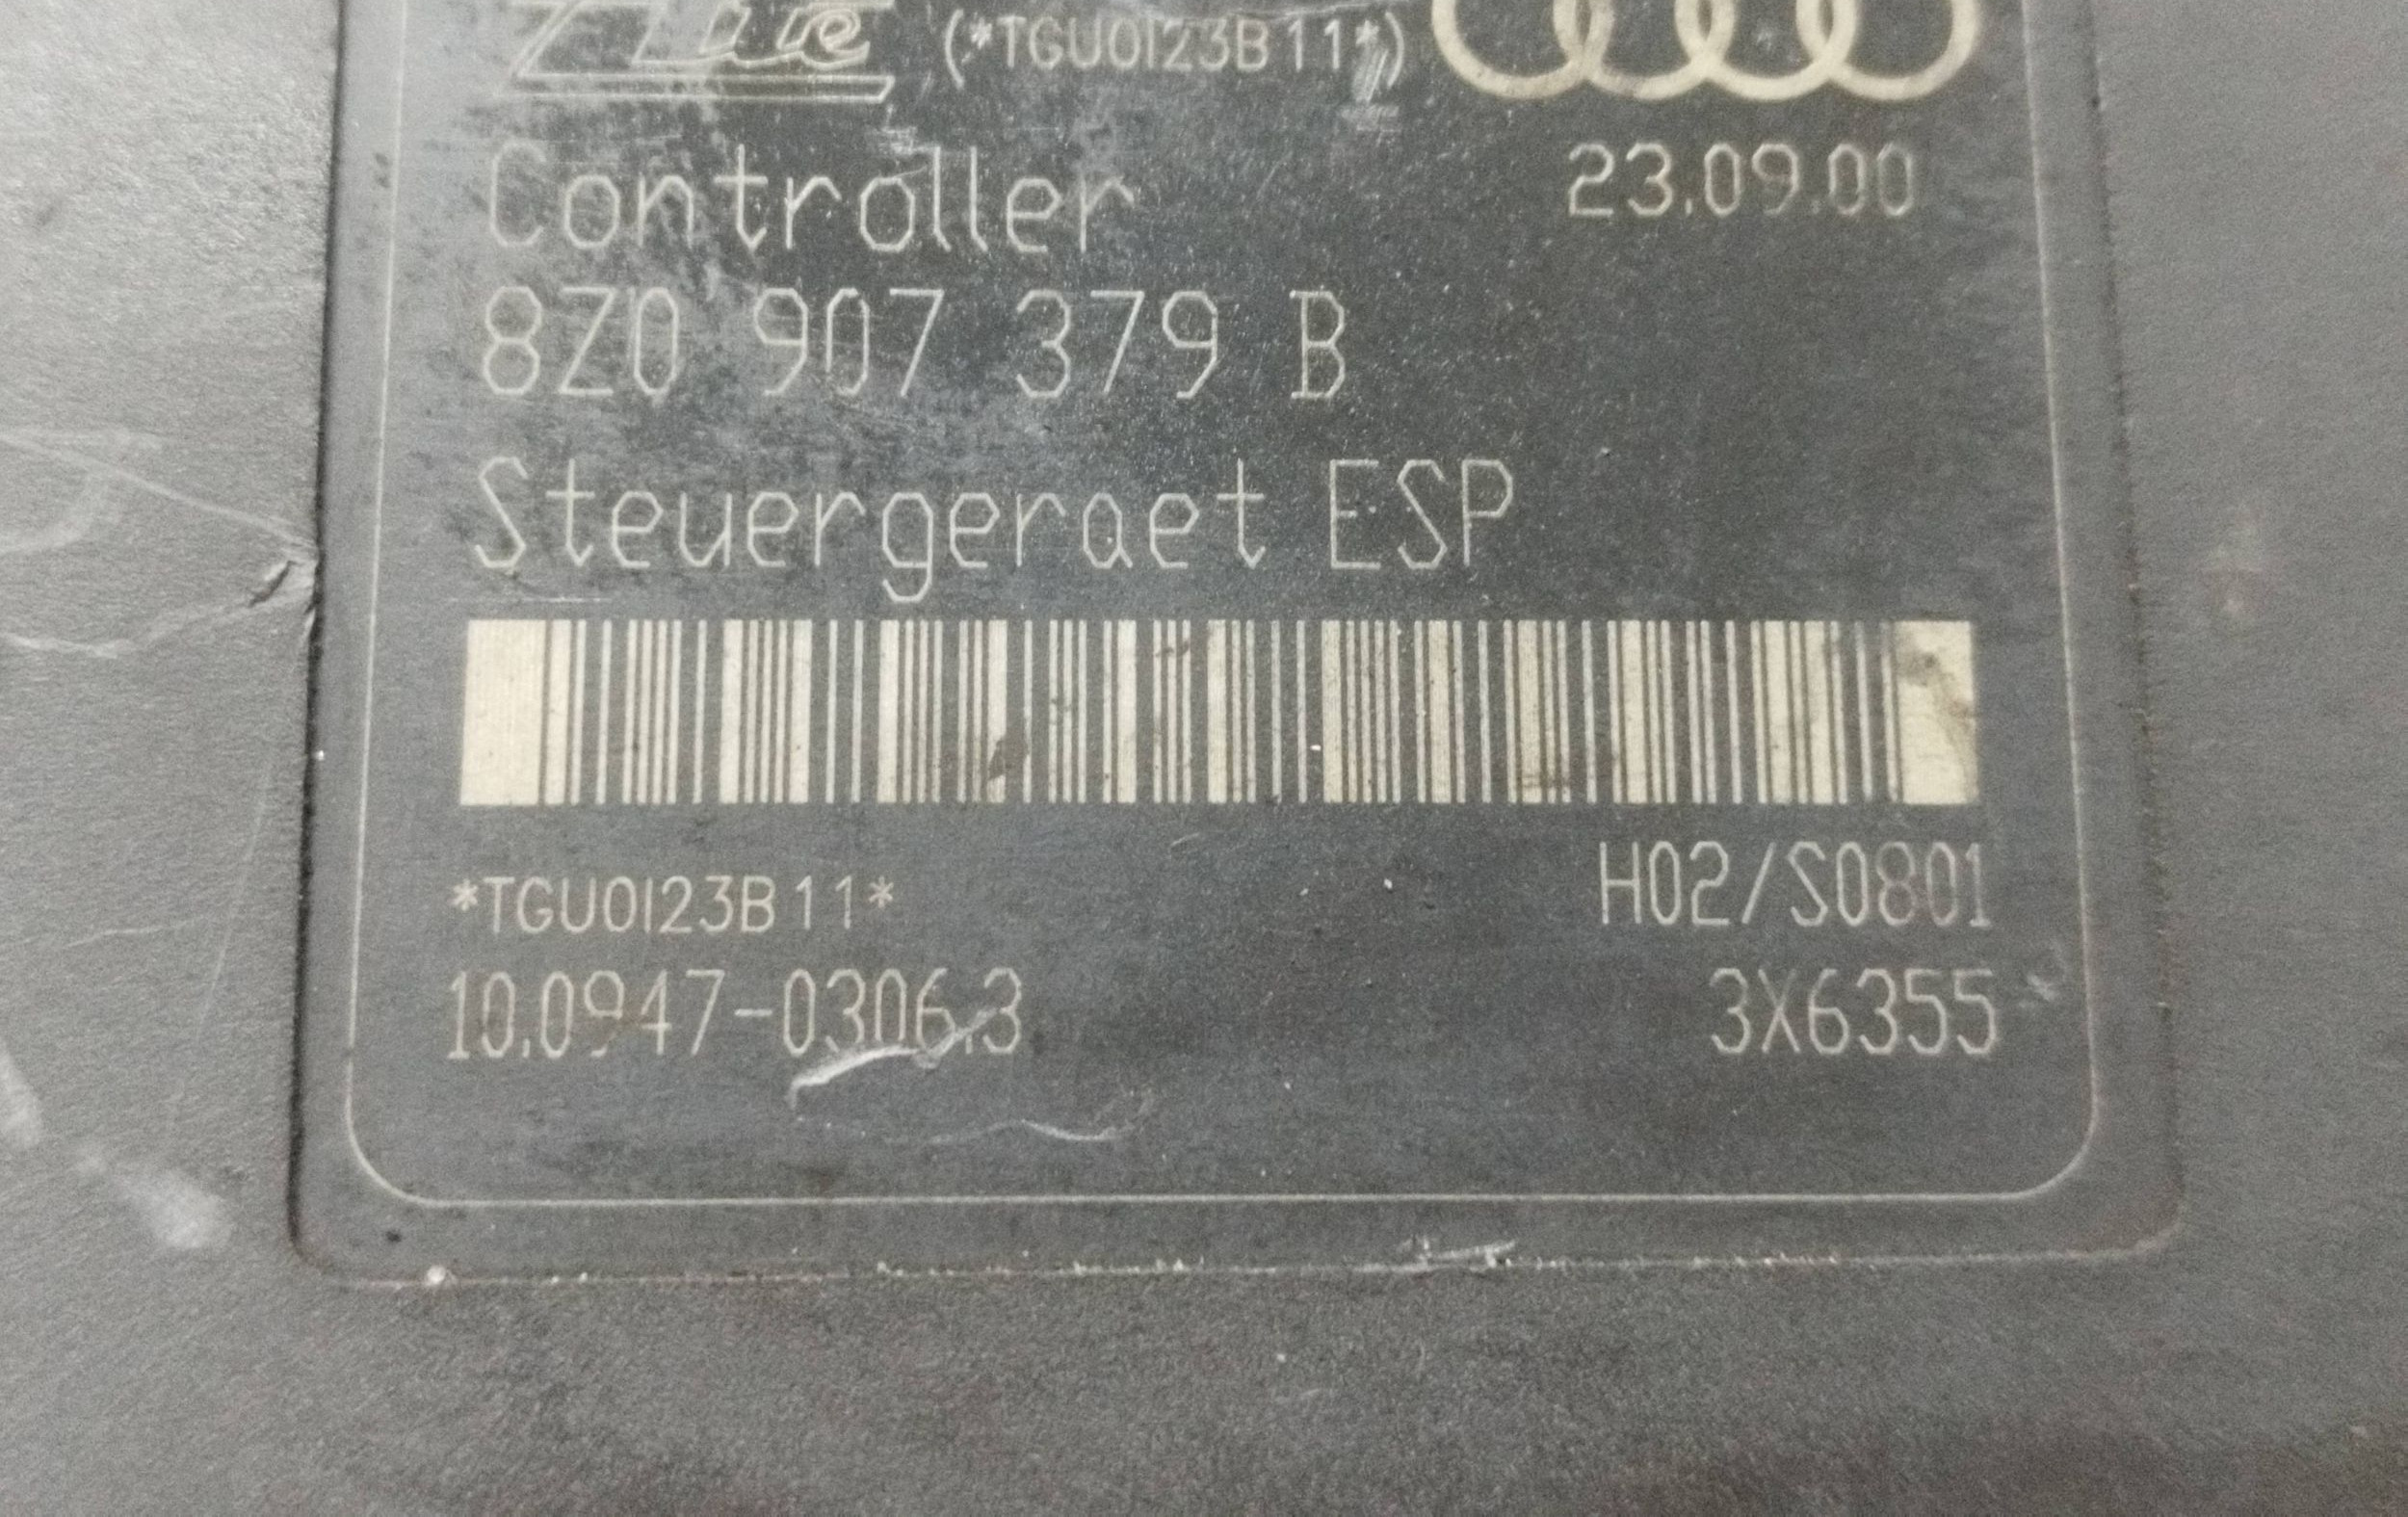 (*TGU0I23B11*)
23.09.00
Controller
8Z0 907 379 B
Steuergeraet ESP
*TGU0I23B11*
H02/S0801
10.0947-0306.3
3X6355